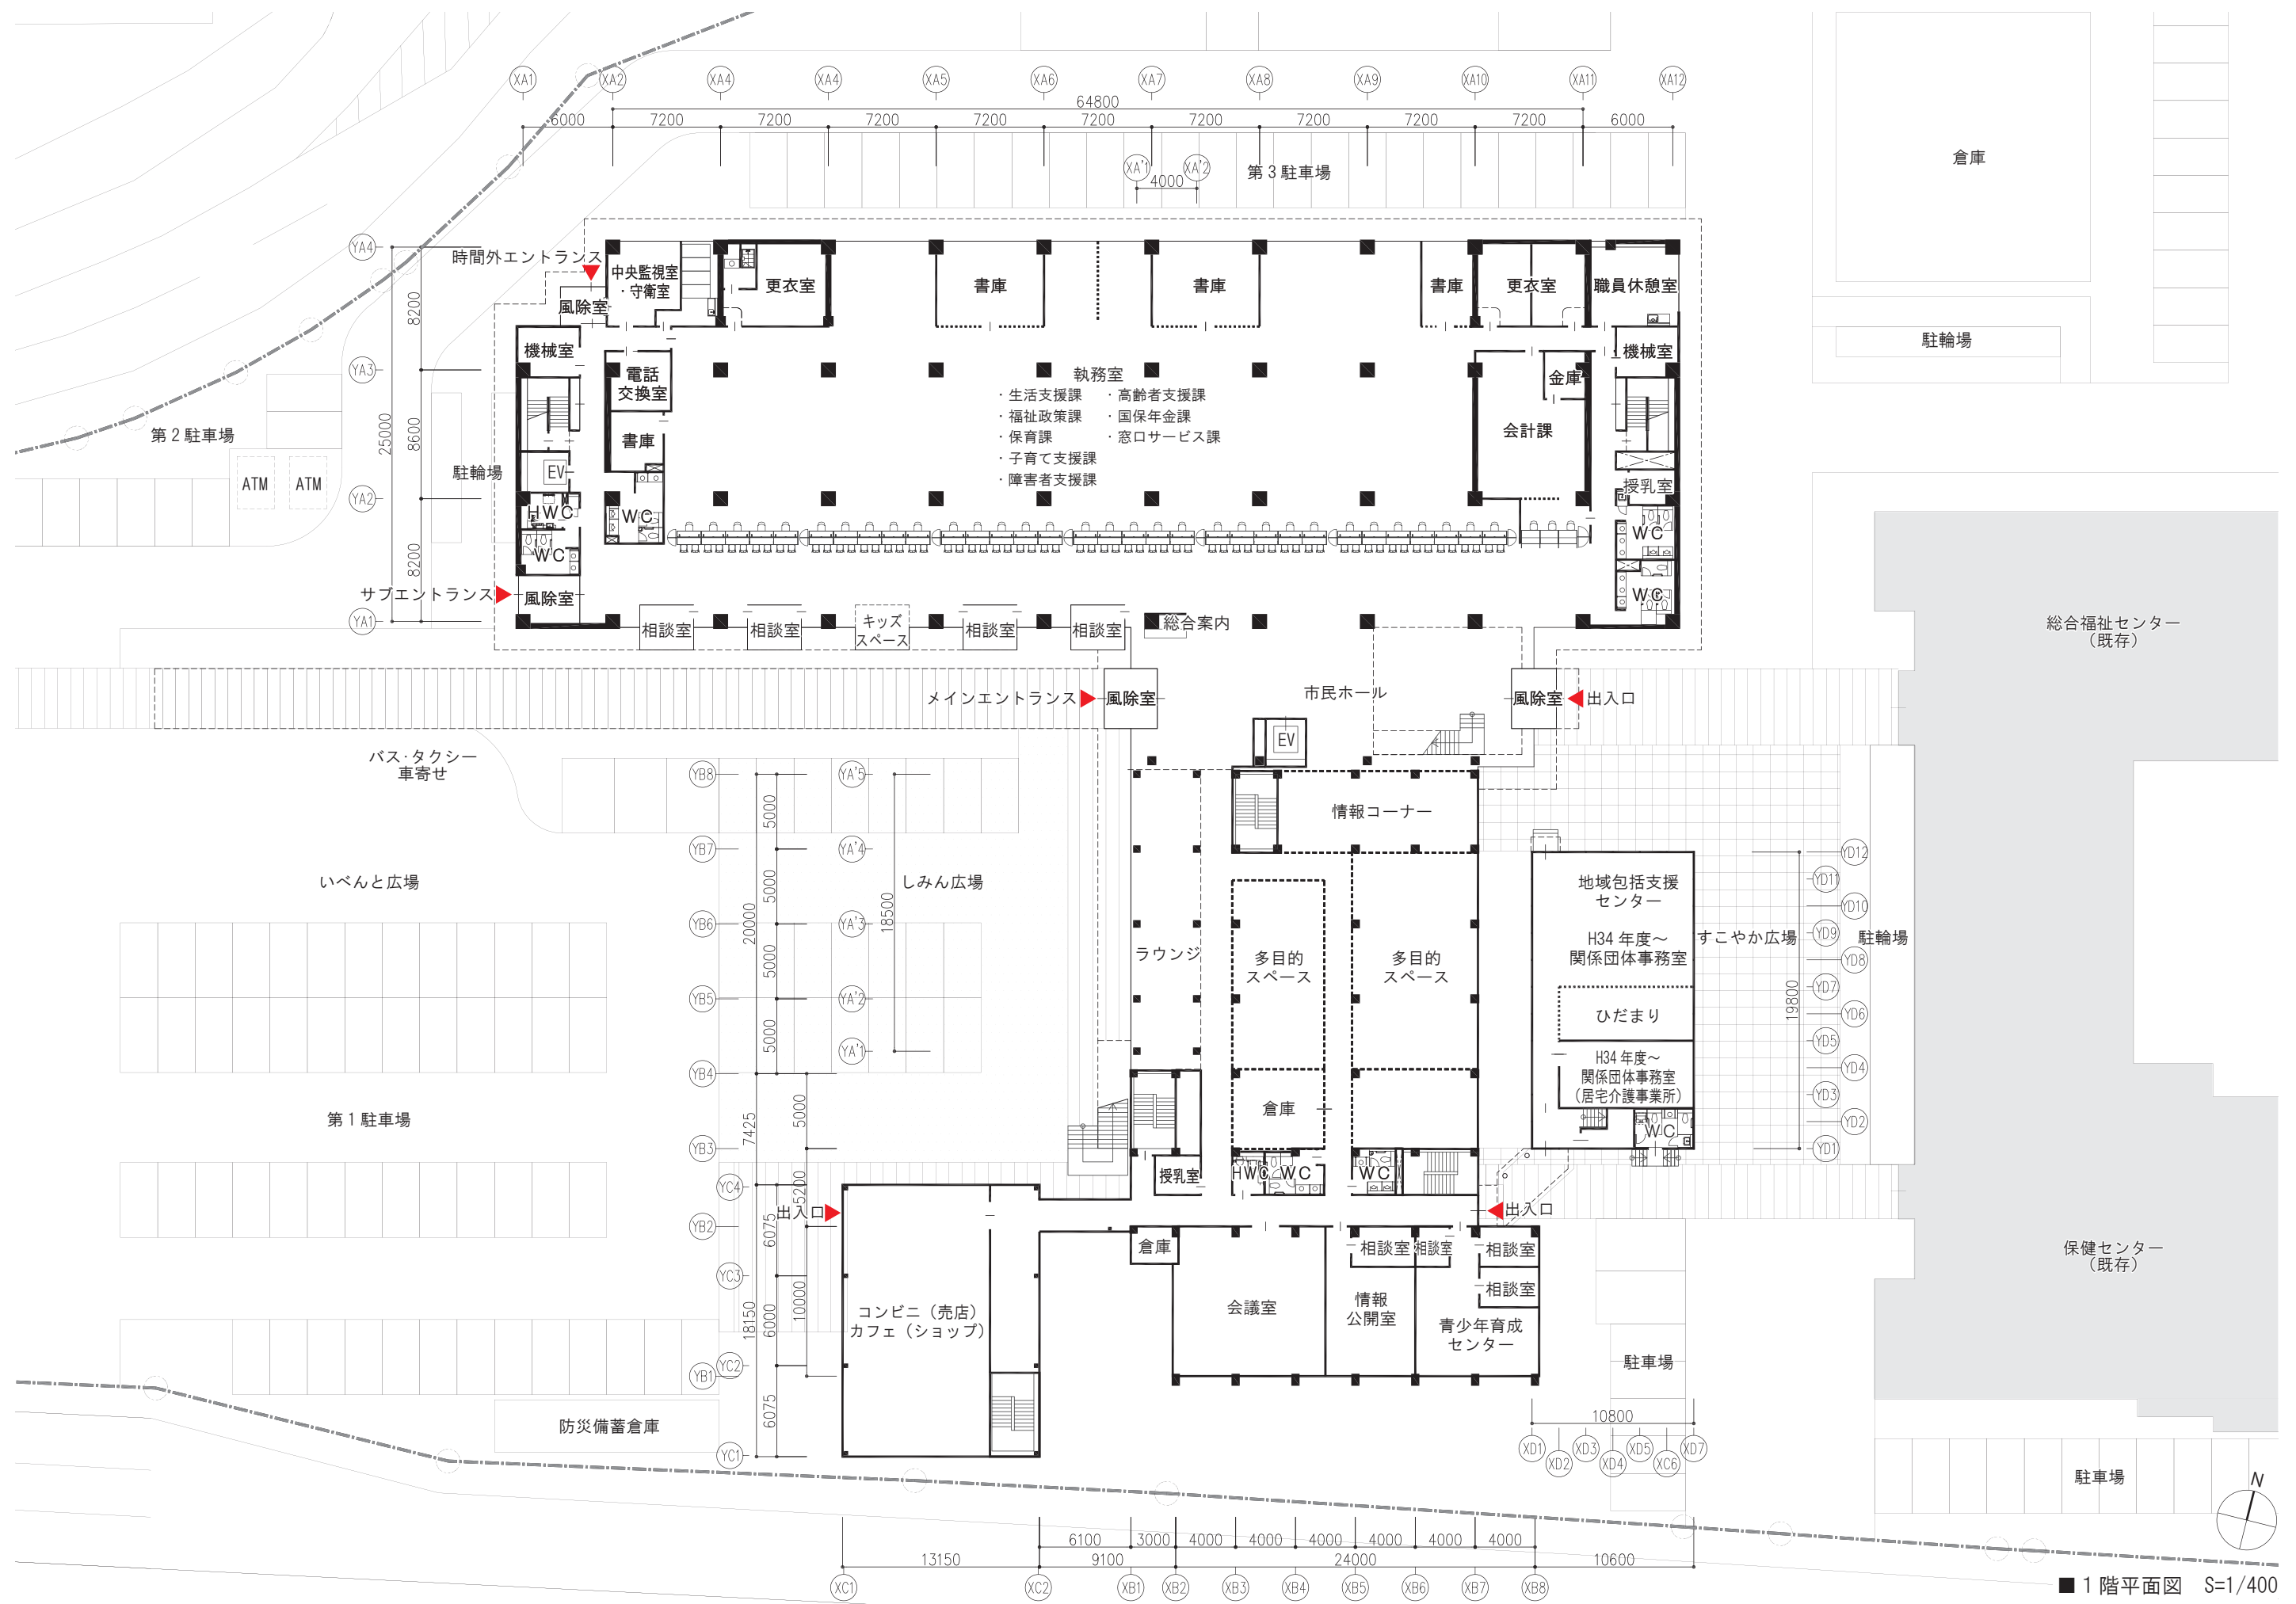 XA1 XA2 XA4 XA4 XA5 XA6 XA7 XA8 XA9 XA10 XA11 XA12
64800
6000 7200 7200 7200 7200 7200 7200 7200 7200 7200 6000
XA'1 XA'2
4000
第3駐車場
倉庫
駐輪場
YA4
YA3
YA2
YA1
8200
8600
8200
25000
時間外エントランス
風除室
中央監視室
・守衛室
更衣室
書庫
書庫
書庫
更衣室
職員休憩室
機械室
電話
交換室
書庫
EV
HWC
WC
WC
風除室
サブエントランス
執務室
・生活支援課 ・高齢者支援課
・福祉政策課 ・国保年金課
・保育課 ・窓口サービス課
・子育て支援課
・障害者支援課
金庫
会計課
機械室
授乳室
WC
WC
第2駐車場
ATM ATM
駐輪場
相談室
相談室
キッズ
スペース
相談室
相談室
総合案内
メインエントランス
風除室
市民ホール
風除室
出入口
EV
総合福祉センター
(既存)
バス・タクシー
車寄せ
YB8
YB7
YB6
YB5
YB4
YB3
YB2
YB1
YA'5
YA'4
YA'3
YA'2
YA'1
5000
5000
5000
5000
20000
18500
7425
5000
5200
10000
YC4
YC3
YC2
YC1
6075
6000
6075
18150
いべんと広場
しみん広場
第1駐車場
防災備蓄倉庫
情報コーナー
ラウンジ
多目的
スペース
多目的
スペース
倉庫
授乳室
HWC
WC
WC
地域包括支援
センター
H34年度〜
関係団体事務室
ひだまり
H34年度〜
関係団体事務室
(居宅介護事業所)
WC
すこやか広場
駐輪場
YD12
YD11
YD10
YD9
YD8
YD7
YD6
YD5
YD4
YD3
YD2
YD1
19800
出入口
出入口
コンビニ(売店)
カフェ(ショップ)
倉庫
会議室
情報
公開室
相談室
相談室
相談室
相談室
青少年育成
センター
駐車場
保健センター
(既存)
駐車場
10800
XD1 XD2 XD3 XD4 XD5 XC6 XD7
6100 3000 4000 4000 4000 4000 4000 4000
13150 9100 24000 10600
XC1 XC2 XB1 XB2 XB3 XB4 XB5 XB6 XB7 XB8
N
■1階平面図 S=1/400